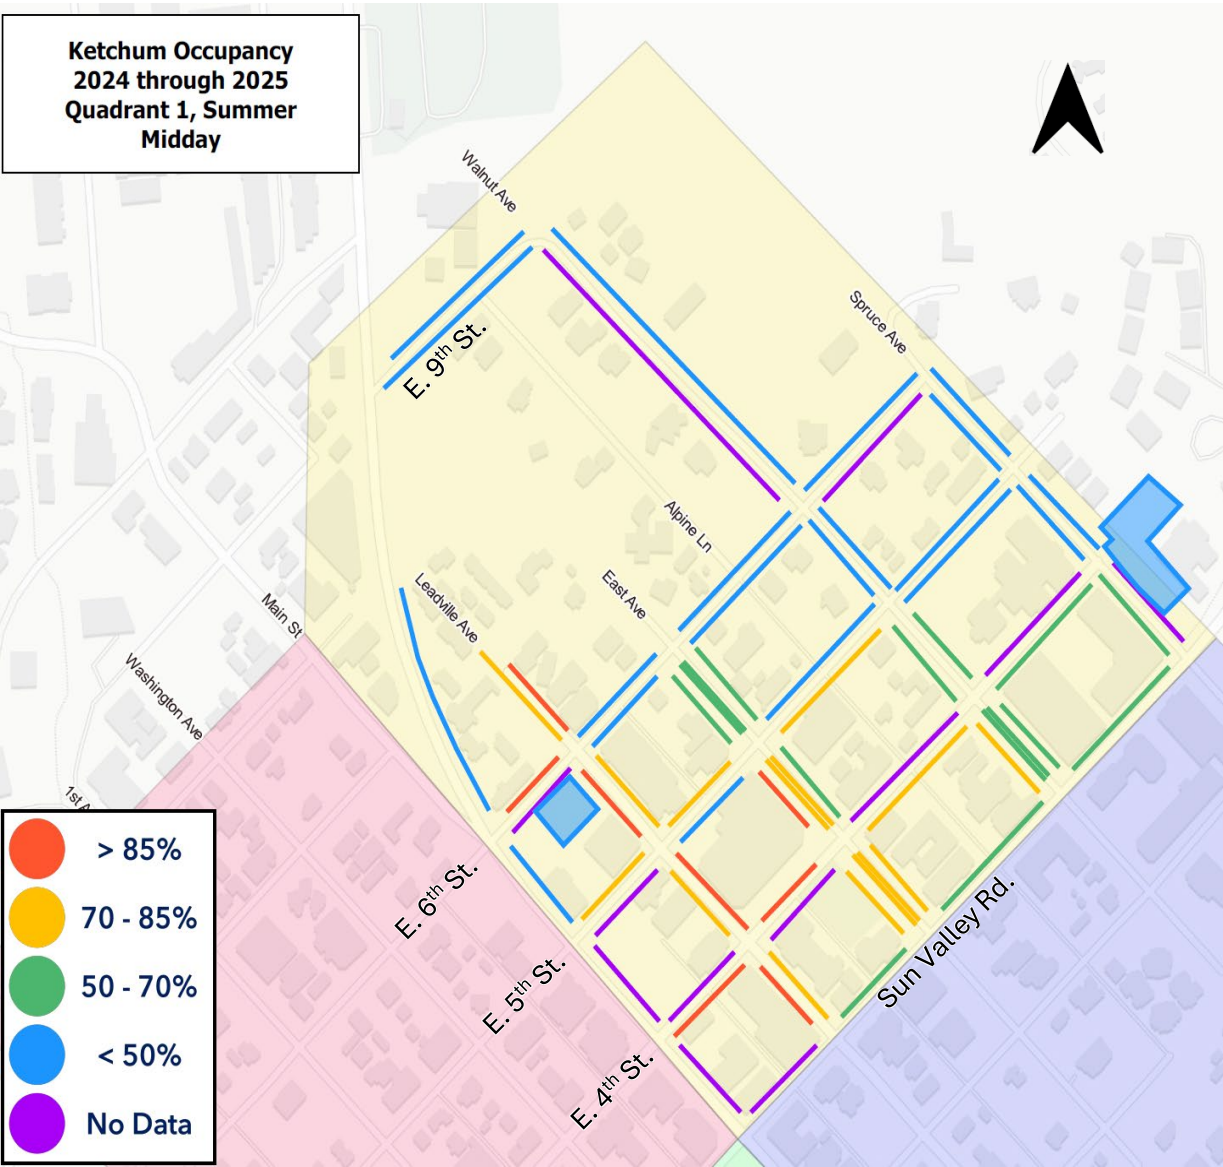 Ketchum Occupancy
2024 through 2025
Quadrant 1, Summer
Midday
Walnut Ave
Spruce Ave
E. 9th St.
Alpine Ln
East Ave
Leadville Ave
Main St
Washington Ave
1st A
E. 6th St.
E. 5th St.
E. 4th St.
Sun Valley Rd.
> 85%
70 - 85%
50 - 70%
< 50%
No Data